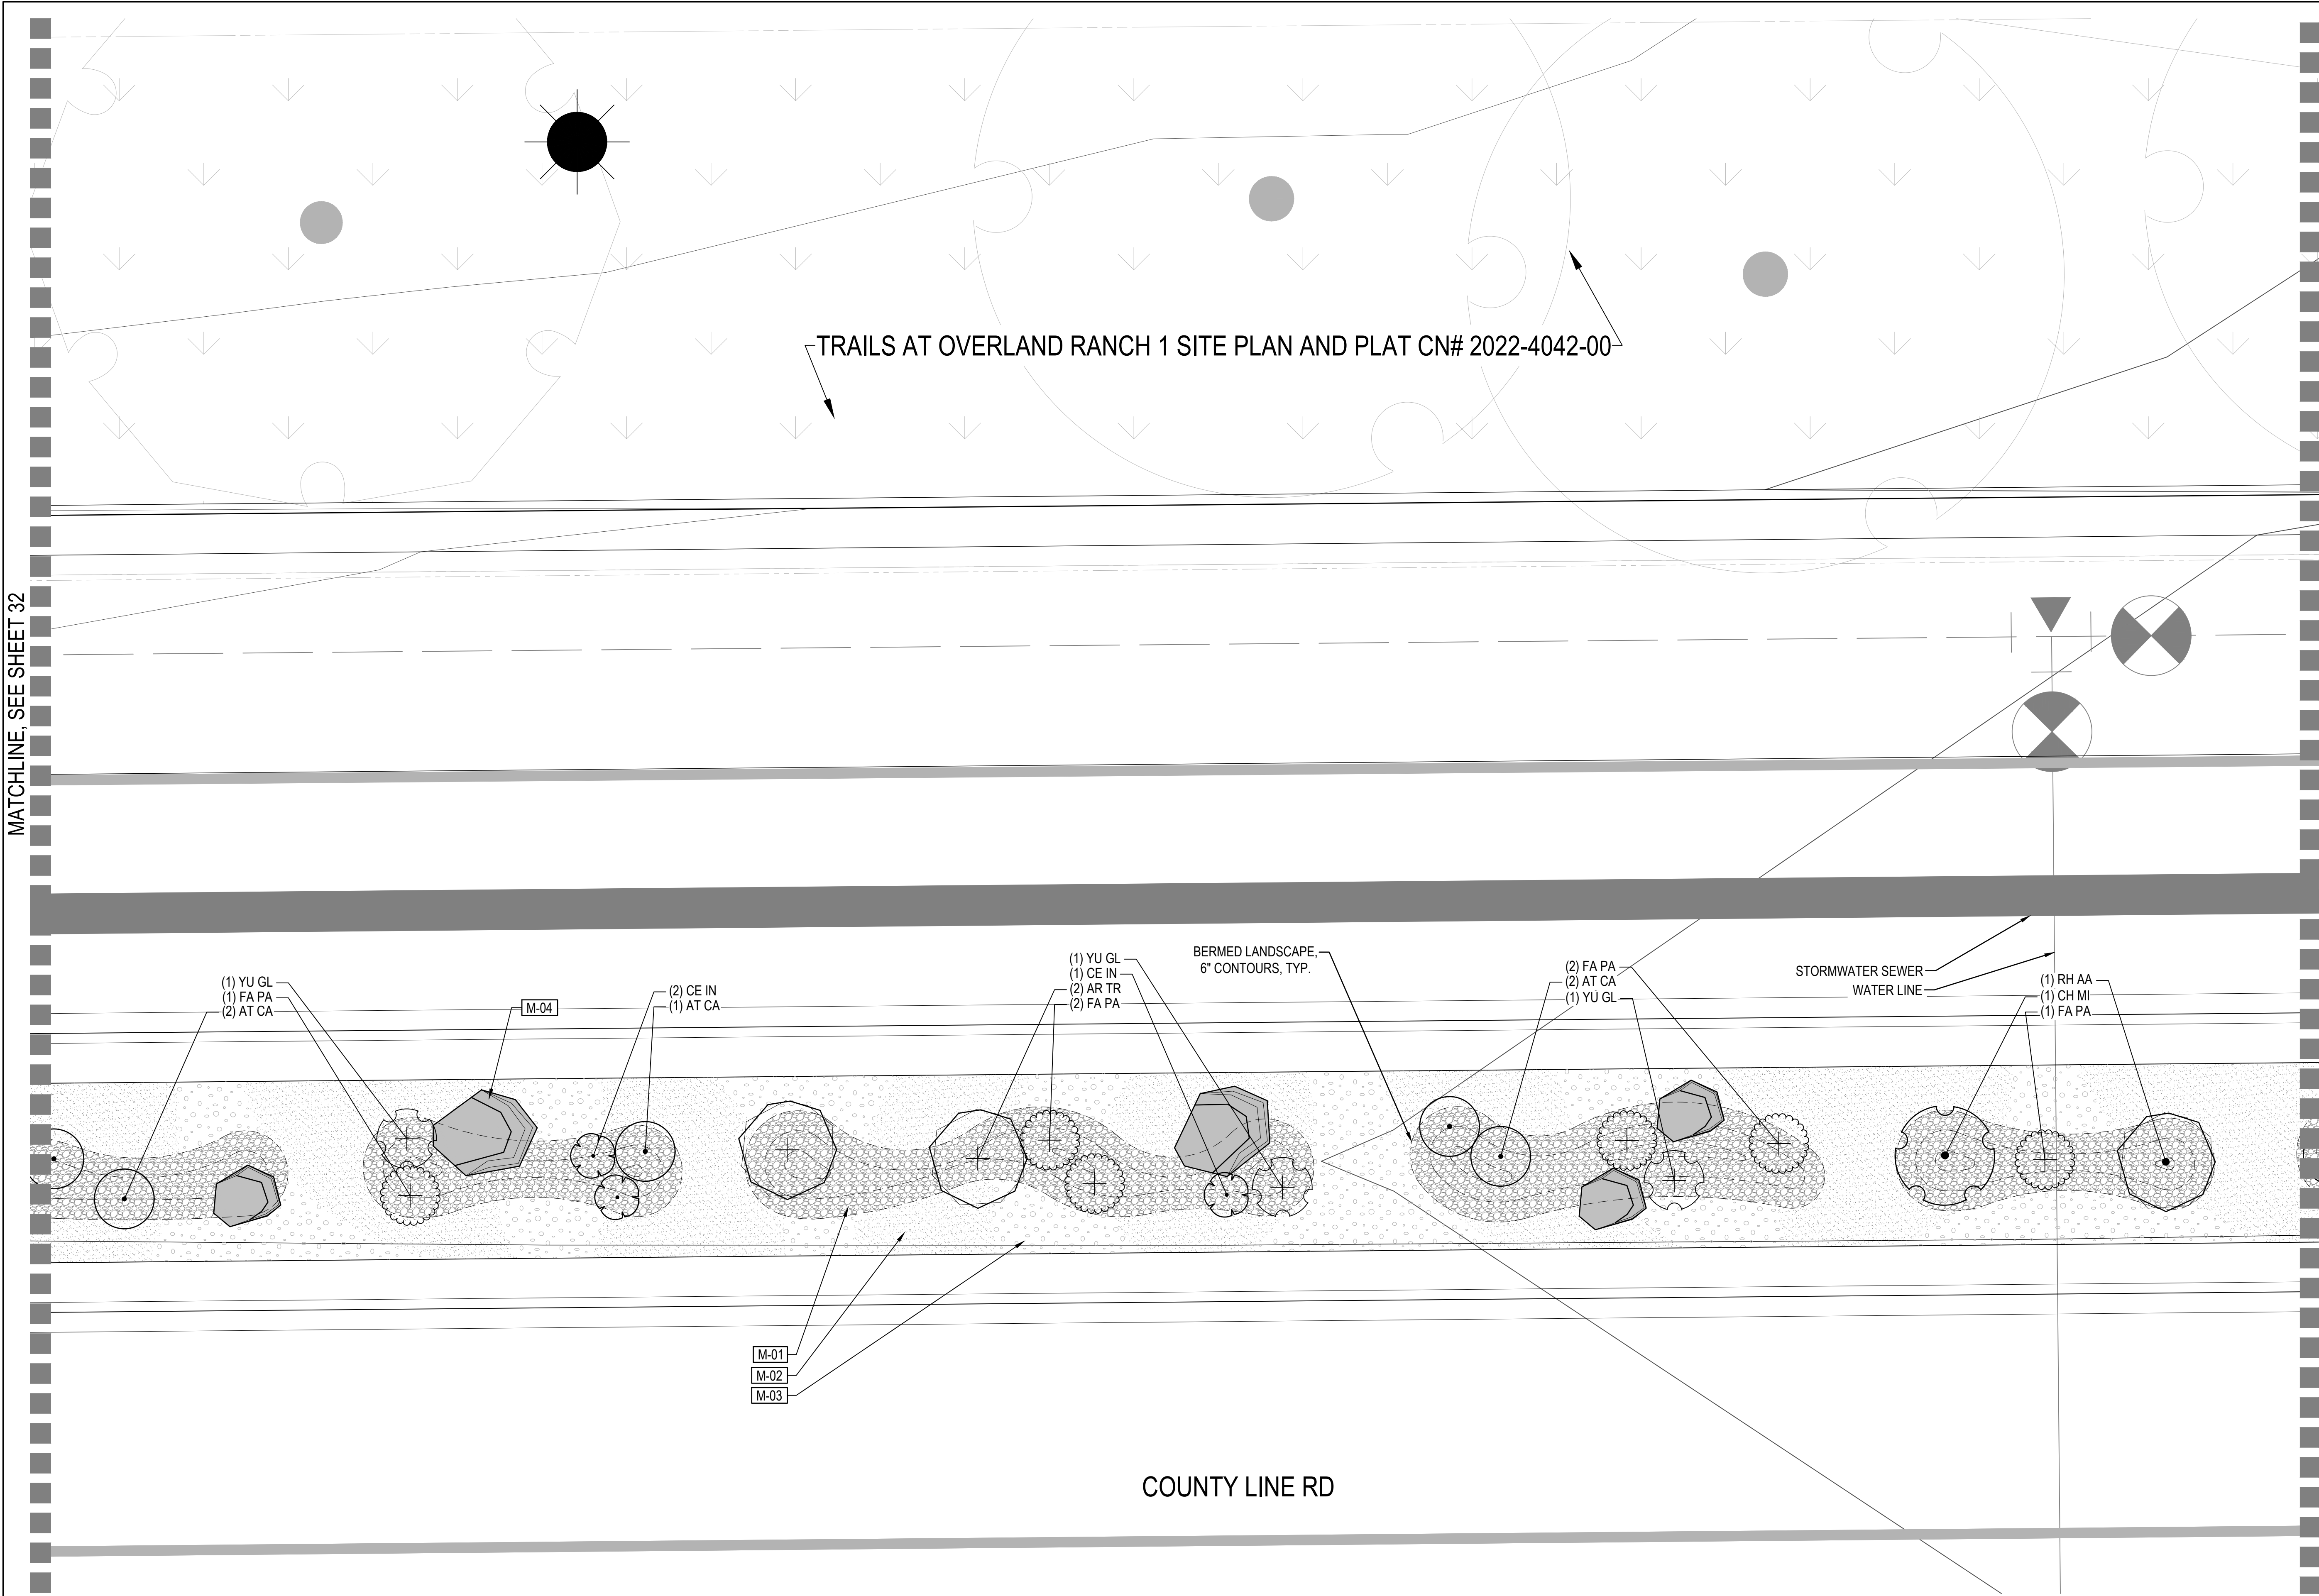 TRAILS AT OVERLAND RANCH 1 SITE PLAN AND PLAT CN# 2022-4042-00
MATCHLINE, SEE SHEET 32
(1) YU GL
(1) FA PA
(2) AT CA
M-04
(2) CE IN
(1) AT CA
(1) YU GL
(1) CE IN
(2) AR TR
(2) FA PA
BERMED LANDSCAPE,
6" CONTOURS, TYP.
(2) FA PA
(2) AT CA
(1) YU GL
STORMWATER SEWER
WATER LINE
(1) RH AA
(1) CH MI
(1) FA PA
M-01
M-02
M-03
COUNTY LINE RD